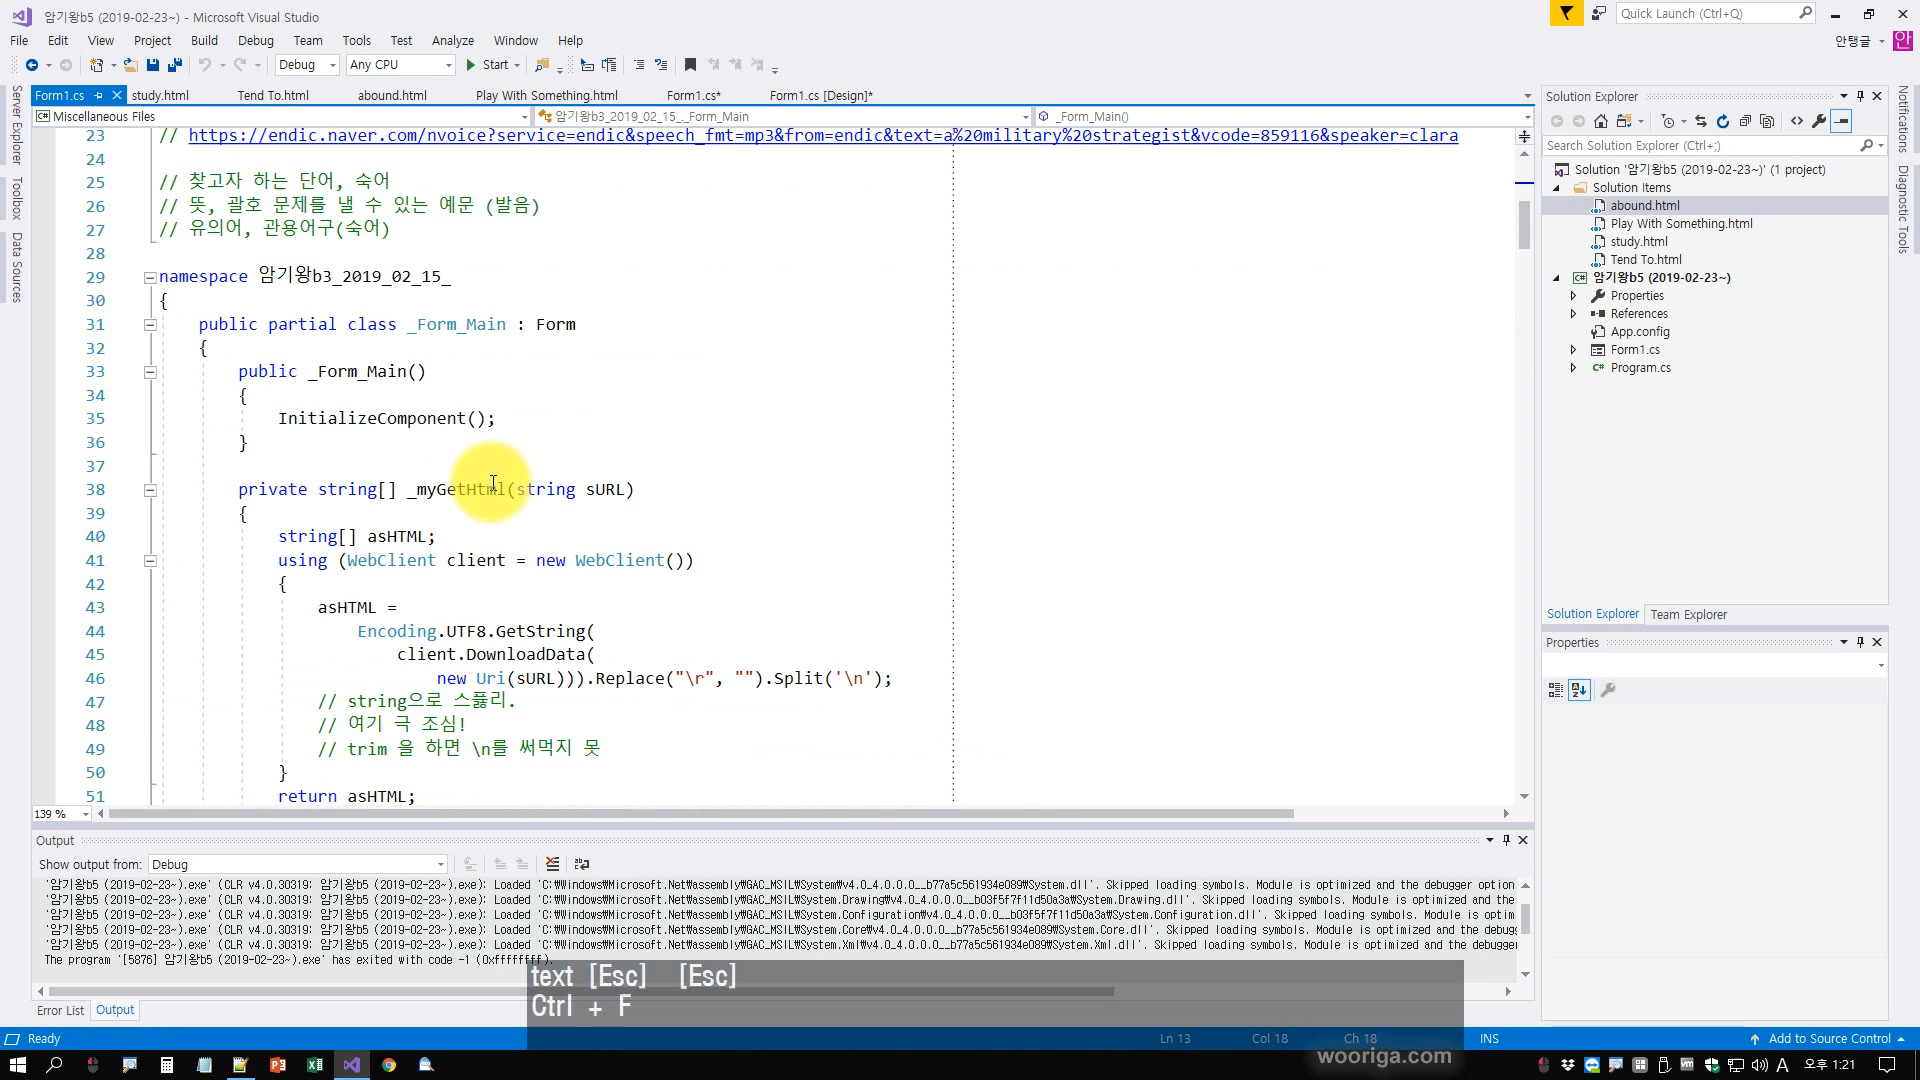 암기왕b5 (2019-02-23~) - Microsoft Visual Studio
Quick Launch (Ctrl+Q)
File Edit View Project Build Debug Team Tools Test Analyze Window Help
안탱글 안
Debug Any CPU Start
Form1.cs study.html Tend To.html abound.html Play With Something.html Form1.cs* Form1.cs [Design]*
Miscellaneous Files 암기왕b3_2019_02_15_._Form_Main _Form_Main()
23 // https://endic.naver.com/nvoice?service=endic&speech_fmt=mp3&from=endic&text=a%20military%20strategist&vcode=859116&speaker=clara
24
25 // 찾고자 하는 단어, 숙어
26 // 뜻, 괄호 문제를 낼 수 있는 예문 (발음)
27 // 유의어, 관용어구(숙어)
28
29 namespace 암기왕b3_2019_02_15_
30 {
31 public partial class _Form_Main : Form
32 {
33 public _Form_Main()
34 {
35 InitializeComponent();
36 }
37
38 private string[] _myGetHtml(string sURL)
39 {
40 string[] asHTML;
41 using (WebClient client = new WebClient())
42 {
43 asHTML =
44 Encoding.UTF8.GetString(
45 client.DownloadData(
46 new Uri(sURL))).Replace("\r", "").Split('\n');
47 // string으로 스풇리.
48 // 여기 극 조심!
49 // trim 을 하면 \n를 써먹지 못
50 }
51 return asHTML;
139 %
Server Explorer
Toolbox
Data Sources
Output
Show output from: Debug
'암기왕b5 (2019-02-23~).exe' (CLR v4.0.30319: 암기왕b5 (2019-02-23~).exe): Loaded 'C:₩Windows₩Microsoft.Net₩assembly₩GAC_MSIL₩System₩v4.0_4.0.0.0__b77a5c561934e089₩System.dll'. Skipped loading symbols. Module is optimized and the debugger option
'암기왕b5 (2019-02-23~).exe' (CLR v4.0.30319: 암기왕b5 (2019-02-23~).exe): Loaded 'C:₩Windows₩Microsoft.Net₩assembly₩GAC_MSIL₩System.Drawing₩v4.0_4.0.0.0__b03f5f7f11d50a3a₩System.Drawing.dll'. Skipped loading symbols. Module is optimized and the
'암기왕b5 (2019-02-23~).exe' (CLR v4.0.30319: 암기왕b5 (2019-02-23~).exe): Loaded 'C:₩Windows₩Microsoft.Net₩assembly₩GAC_MSIL₩System.Configuration₩v4.0_4.0.0.0__b03f5f7f11d50a3a₩System.Configuration.dll'. Skipped loading symbols. Module is optim
'암기왕b5 (2019-02-23~).exe' (CLR v4.0.30319: 암기왕b5 (2019-02-23~).exe): Loaded 'C:₩Windows₩Microsoft.Net₩assembly₩GAC_MSIL₩System.Core₩v4.0_4.0.0.0__b77a5c561934e089₩System.Core.dll'. Skipped loading symbols. Module is optimized and the debug
'암기왕b5 (2019-02-23~).exe' (CLR v4.0.30319: 암기왕b5 (2019-02-23~).exe): Loaded 'C:₩Windows₩Microsoft.Net₩assembly₩GAC_MSIL₩System.Xml₩v4.0_4.0.0.0__b77a5c561934e089₩System.Xml.dll'. Skipped loading symbols. Module is optimized and the debugger
The program '[5876] 암기왕b5 (2019-02-23~).exe' has exited with code -1 (0xffffffff).
text [Esc] [Esc]
Ctrl + F
Error List Output
Solution Explorer
Search Solution Explorer (Ctrl+;)
Solution '암기왕b5 (2019-02-23~)' (1 project)
Solution Items
abound.html
Play With Something.html
study.html
Tend To.html
암기왕b5 (2019-02-23~)
Properties
References
App.config
Form1.cs
Program.cs
Solution Explorer Team Explorer
Properties
Notifications
Diagnostic Tools
Ready Ln 13 Col 18 Ch 18 INS Add to Source Control
wooriga.com
A 오후 1:21